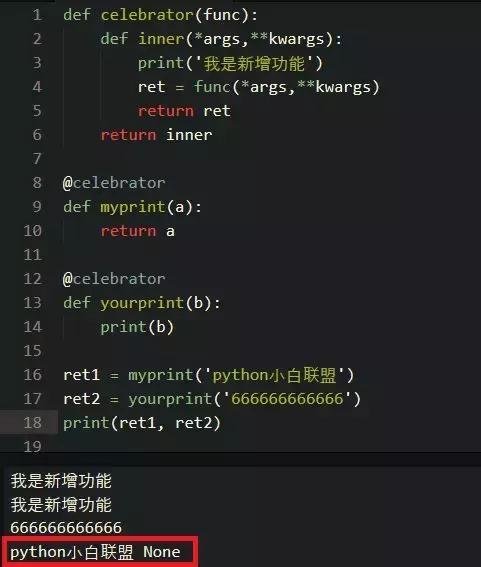 1 def celebrator(func):
2     def inner(*args,**kwargs):
3         print('我是新增功能')
4         ret = func(*args,**kwargs)
5         return ret
6     return inner
7
8 @celebrator
9 def myprint(a):
10     return a
11
12 @celebrator
13 def yourprint(b):
14     print(b)
15
16 ret1 = myprint('python小白联盟')
17 ret2 = yourprint('666666666666')
18 print(ret1, ret2)
19
我是新增功能
我是新增功能
666666666666
python小白联盟 None